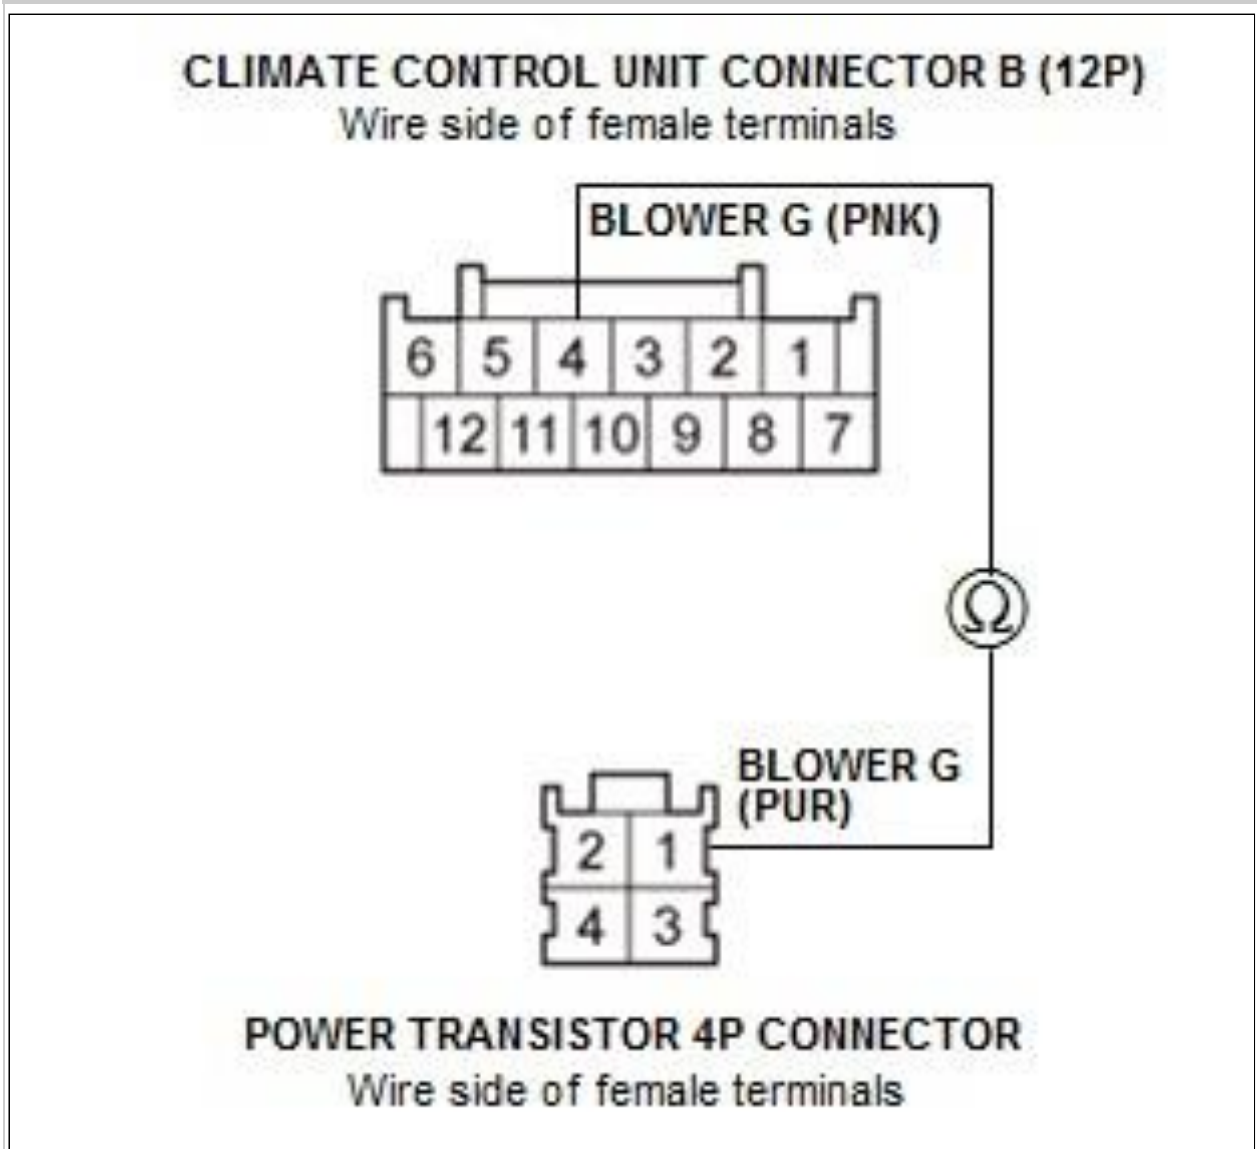 CLIMATE CONTROL UNIT CONNECTOR B (12P)
Wire side of female terminals
BLOWER G (PNK)
6 5 4 3 2 1
12 11 10 9 8 7
Ω
BLOWER G
(PUR)
2 1
4 3
POWER TRANSISTOR 4P CONNECTOR
Wire side of female terminals